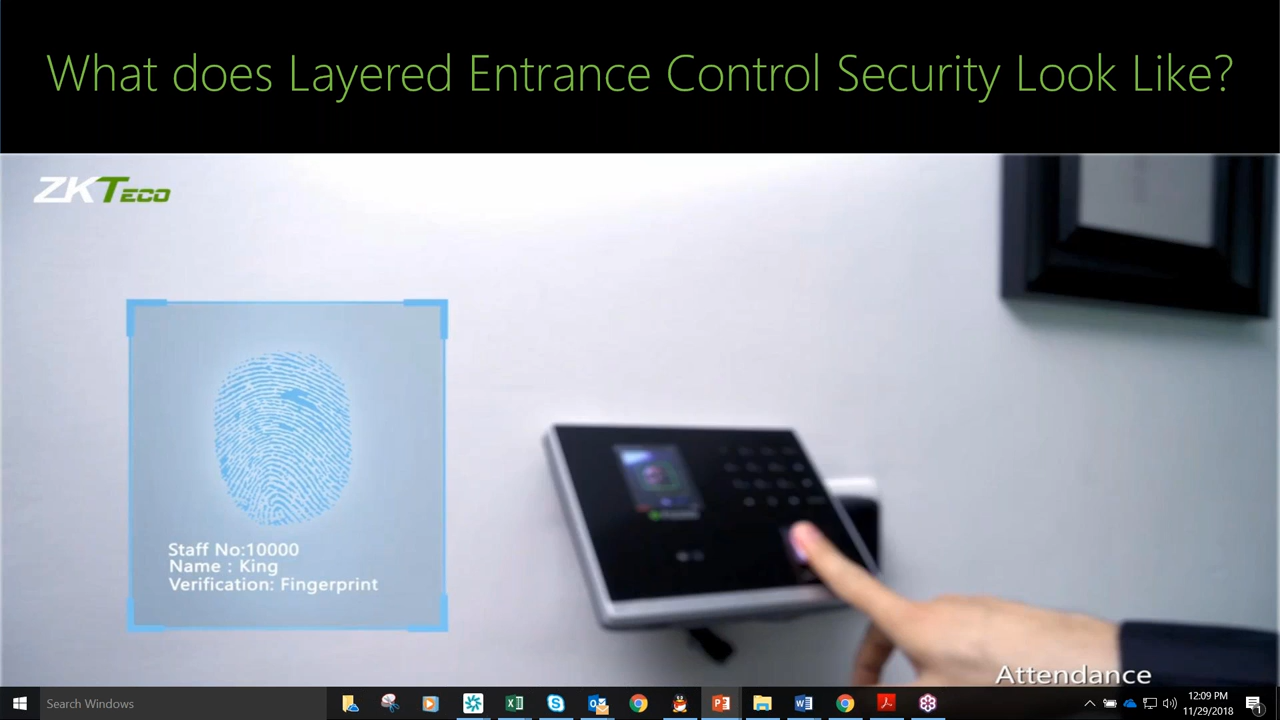 What does Layered Entrance Control Security Look Like?
ZKTECO
Staff No:10000
Name : King
Verification: Fingerprint
Attendance
Search Windows
12:09 PM
11/29/2018
1